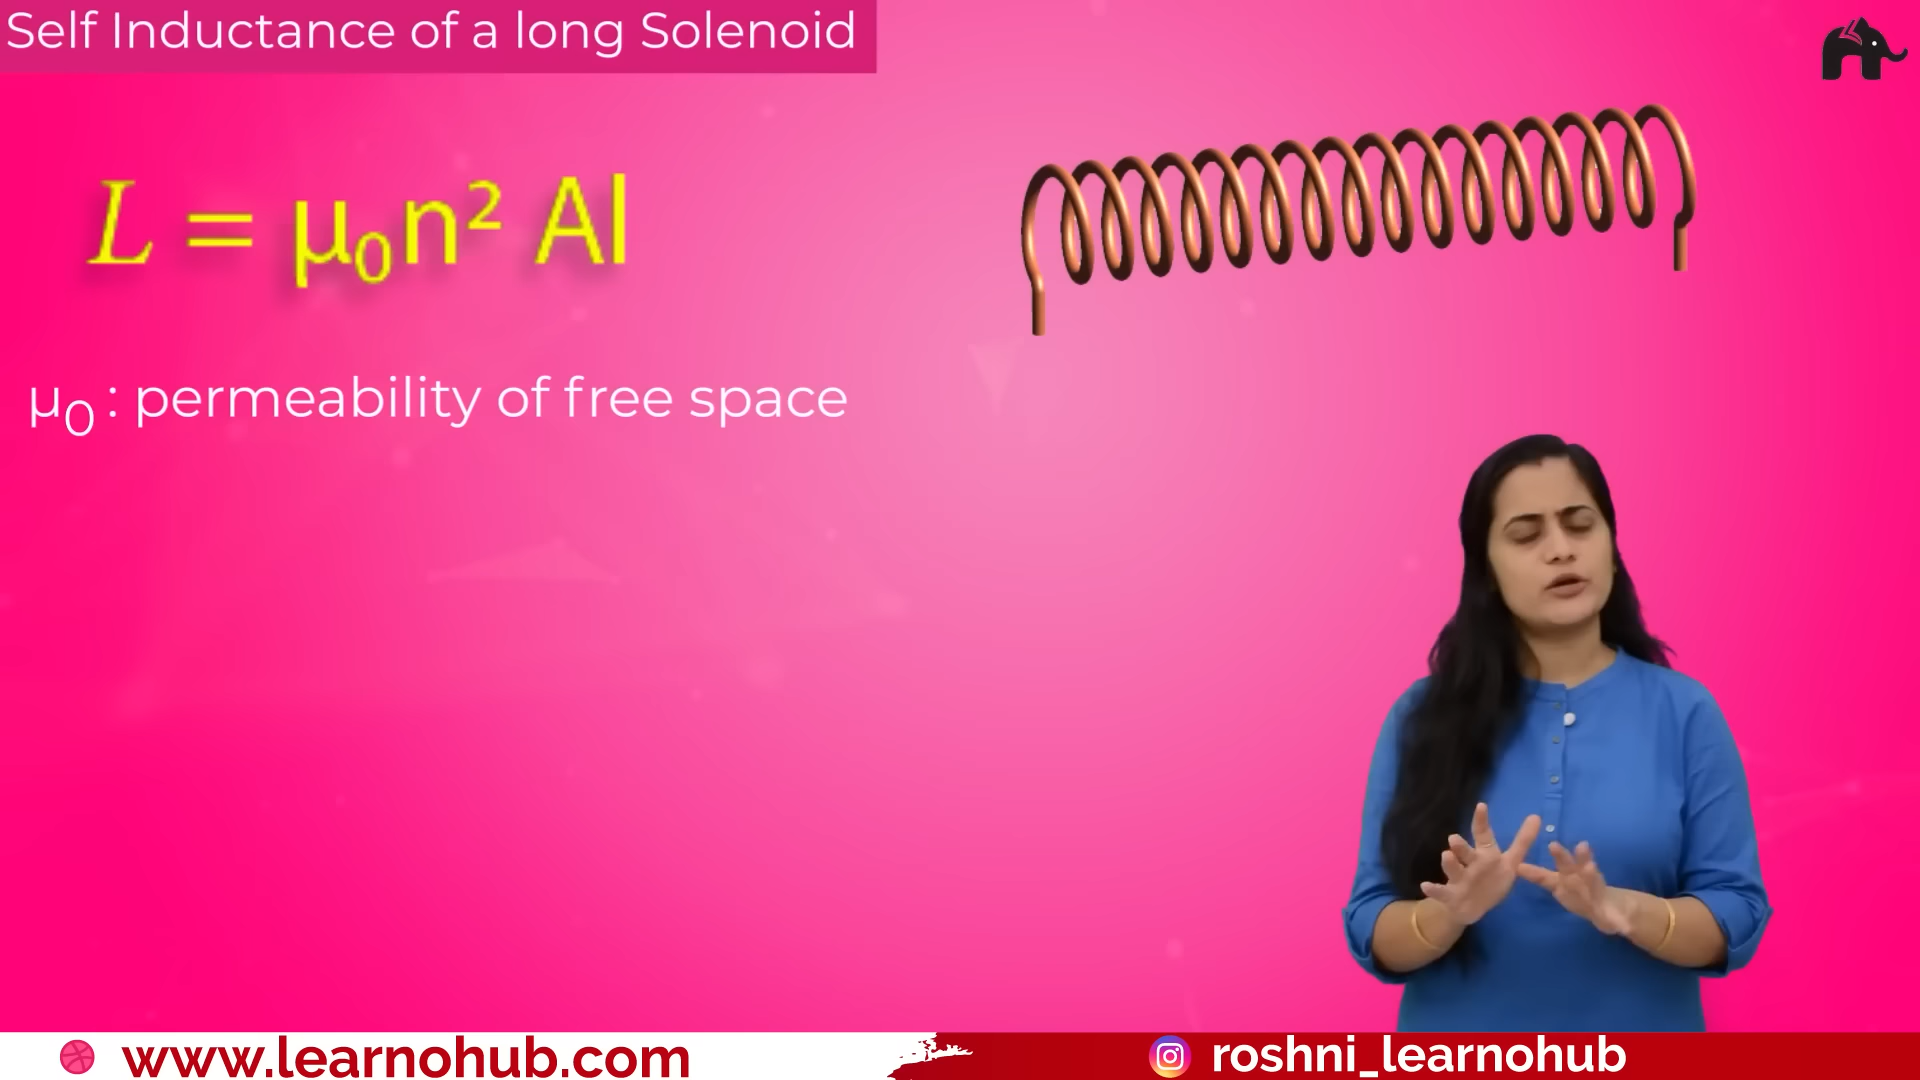 Self Inductance of a long Solenoid
L = μ₀n² Al
μ₀ : permeability of free space
www.learnohub.com
roshni_learnohub